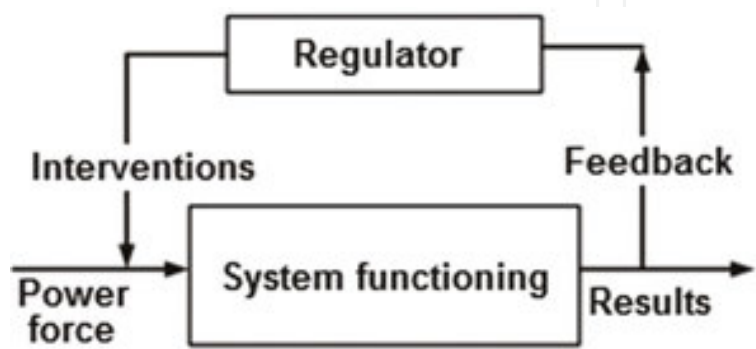 Regulator
Interventions
Feedback
System functioning
Power
force
Results